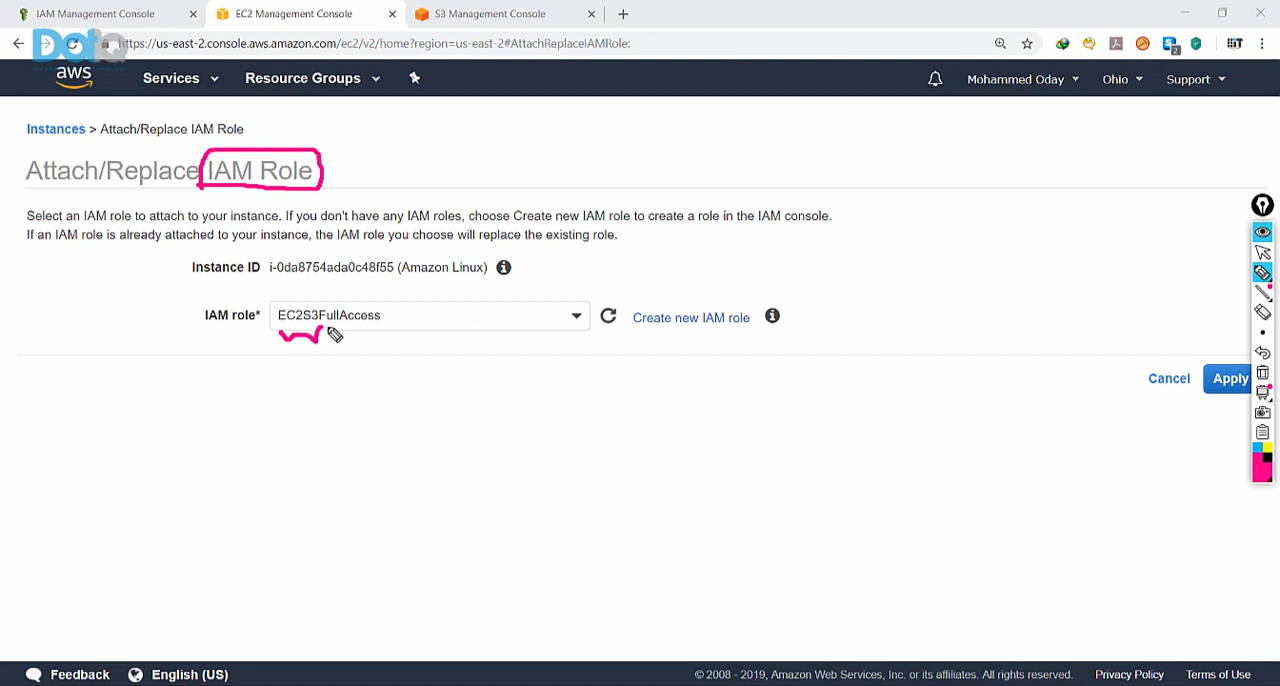 IAM Management Console
EC2 Management Console
S3 Management Console
https://us-east-2.console.aws.amazon.com/ec2/v2/home?region=us-east-2#AttachReplaceIAMRole:
aws
Services
Resource Groups
Mohammed Oday
Ohio
Support
Instances > Attach/Replace IAM Role
Attach/Replace IAM Role
Select an IAM role to attach to your instance. If you don't have any IAM roles, choose Create new IAM role to create a role in the IAM console.
If an IAM role is already attached to your instance, the IAM role you choose will replace the existing role.
Instance ID i-0da8754ada0c48f55 (Amazon Linux)
IAM role* EC2S3FullAccess
Create new IAM role
Cancel
Apply
Feedback
English (US)
© 2008 - 2019, Amazon Web Services, Inc. or its affiliates. All rights reserved.
Privacy Policy
Terms of Use